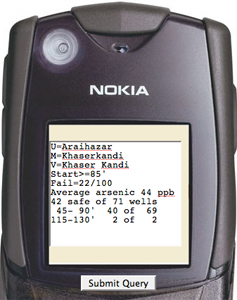 NOKIA
U=Araihazar
M=Khaserkandi
V=Khaser Kandi
Start>=85'
Fail=22/100
Average arsenic 44 ppb
42 safe of 71 wells
45- 90' 40 of 69
115-130' 2 of 2
Submit Query